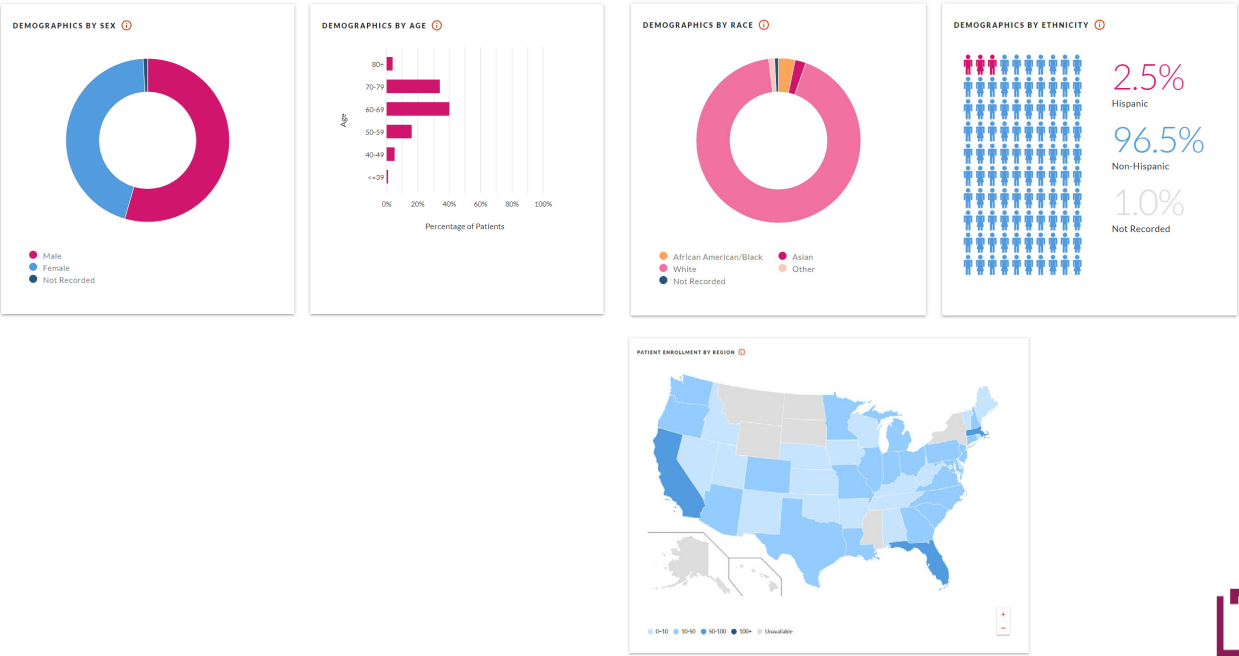 DEMOGRAPHICS BY SEX
Male
Female
Not Recorded
DEMOGRAPHICS BY AGE
Age
80+
70-79
60-69
50-59
40-49
<=39
0% 20% 40% 60% 80% 100%
Percentage of Patients
DEMOGRAPHICS BY RACE
African American/Black Asian
White Other
Not Recorded
DEMOGRAPHICS BY ETHNICITY
2.5%
Hispanic
96.5%
Non-Hispanic
1.0%
Not Recorded
PATIENT ENROLLMENT BY REGION
+
−
0-10 10-50 50-100 100+ Unavailable